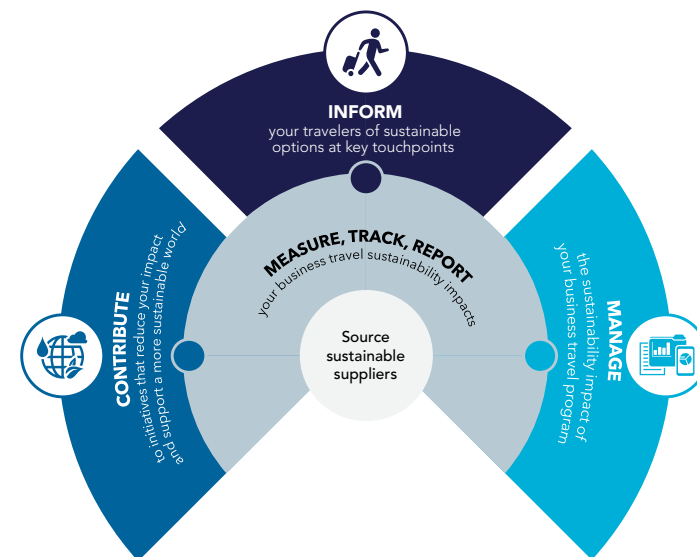 INFORM
your travelers of sustainable
options at key touchpoints
CONTRIBUTE
to initiatives that reduce your impact
and support a more sustainable world
MEASURE, TRACK, REPORT
your business travel sustainability impacts
Source
sustainable
suppliers
MANAGE
the sustainability impact of
your business travel program